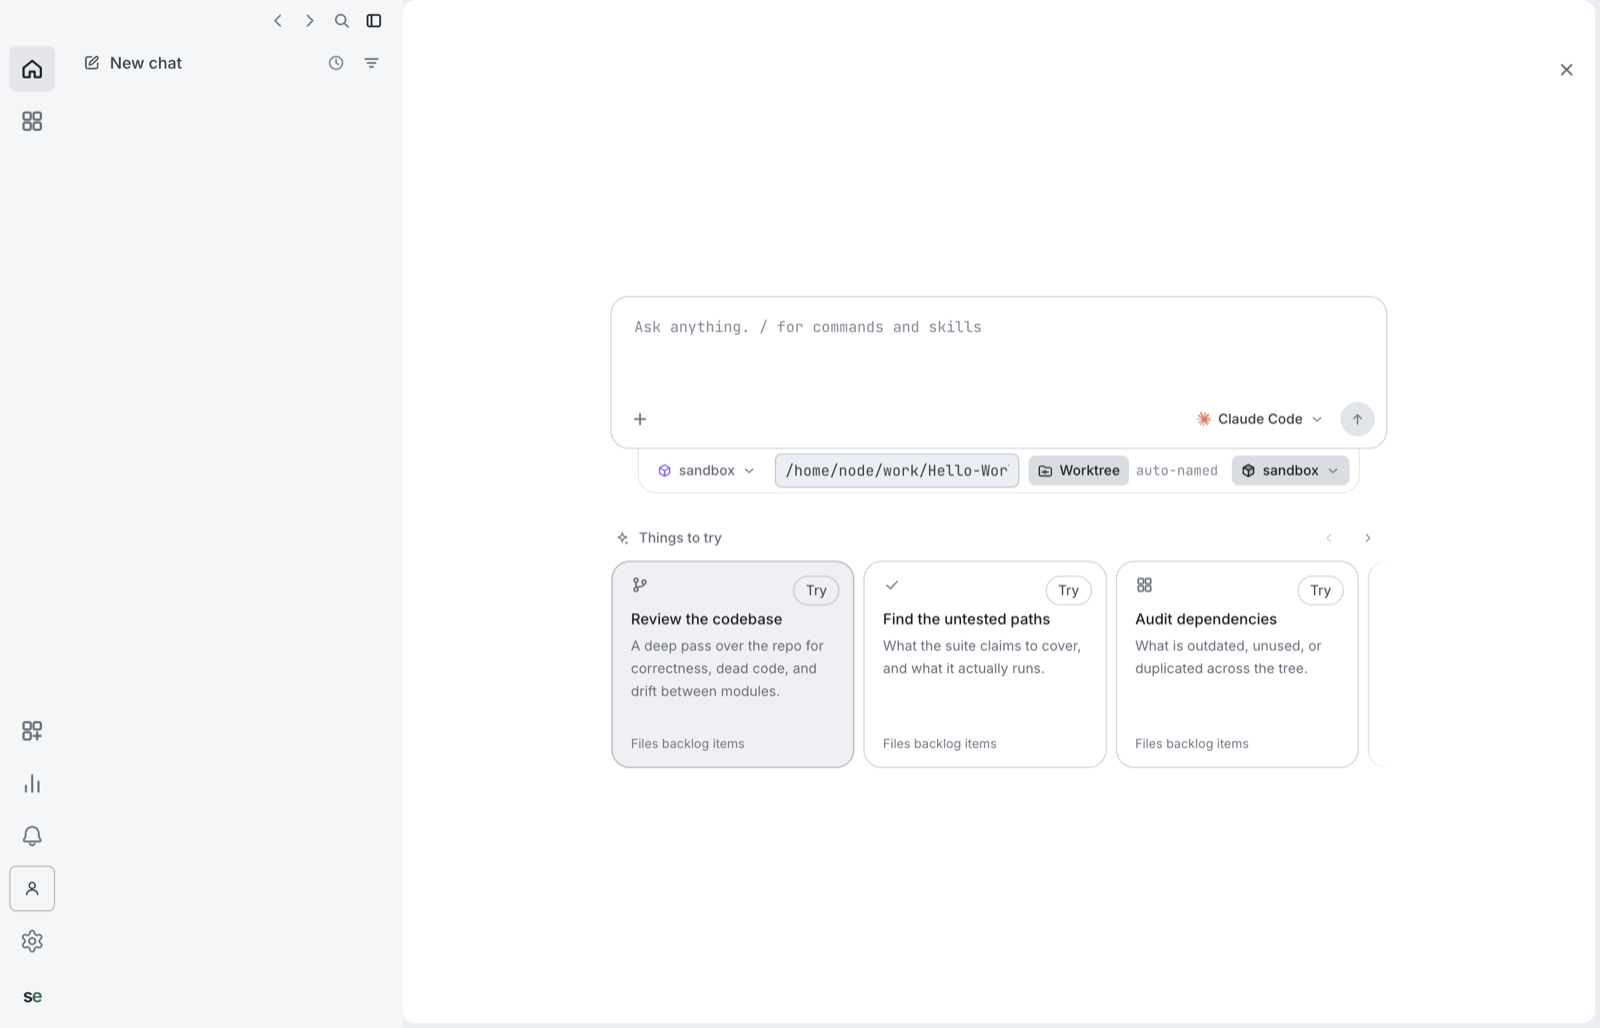 New chat
Ask anything. / for commands and skills
Claude Code
sandbox
/home/node/work/Hello-Wor
Worktree
auto-named
sandbox
Things to try
Try
Review the codebase
A deep pass over the repo for
correctness, dead code, and
drift between modules.
Files backlog items
Try
Find the untested paths
What the suite claims to cover,
and what it actually runs.
Files backlog items
Try
Audit dependencies
What is outdated, unused, or
duplicated across the tree.
Files backlog items
se